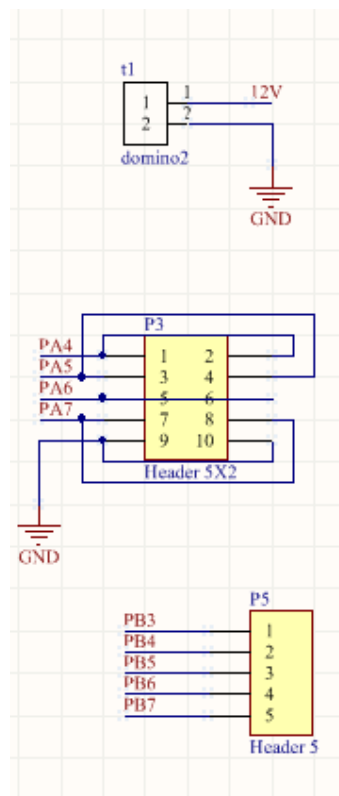 t1
1 1 12V
2 2
domino2
GND
P3
PA4 1 2
PA5 3 4
PA6 5 6
PA7 7 8
9 10
Header 5X2
GND
P5
PB3 1
PB4 2
PB5 3
PB6 4
PB7 5
Header 5